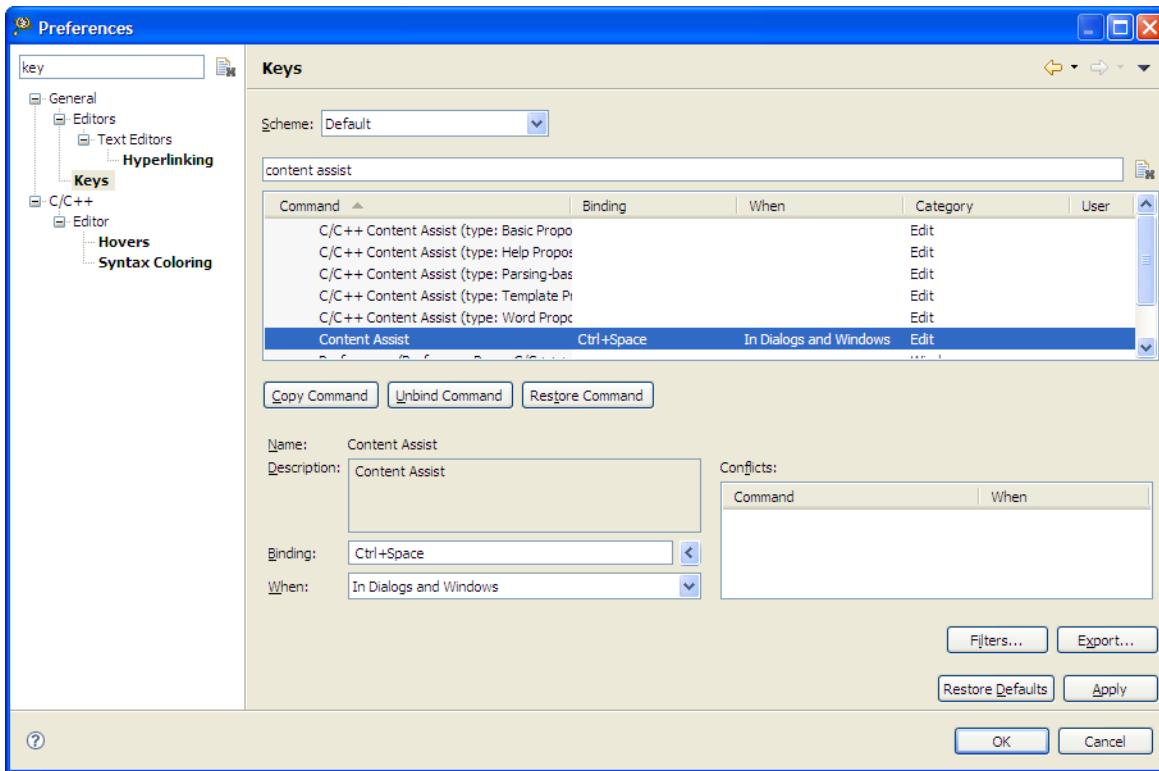 Preferences
key
General
Editors
Text Editors
Hyperlinking
Keys
C/C++
Editor
Hovers
Syntax Coloring
Keys
Scheme: Default
content assist
Command Binding When Category User
C/C++ Content Assist (type: Basic Propo Edit
C/C++ Content Assist (type: Help Propos Edit
C/C++ Content Assist (type: Parsing-bas Edit
C/C++ Content Assist (type: Template Pr Edit
C/C++ Content Assist (type: Word Propo Edit
Content Assist Ctrl+Space In Dialogs and Windows Edit
Copy Command Unbind Command Restore Command
Name: Content Assist
Description: Content Assist
Conflicts:
Command When
Binding: Ctrl+Space
When: In Dialogs and Windows
Filters... Export...
Restore Defaults Apply
OK Cancel